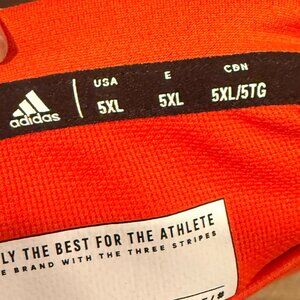 USA E CDN
5XL 5XL 5XL/5TG
adidas
LY THE BEST FOR THE ATHLETE
E BRAND WITH THE THREE STRIPES